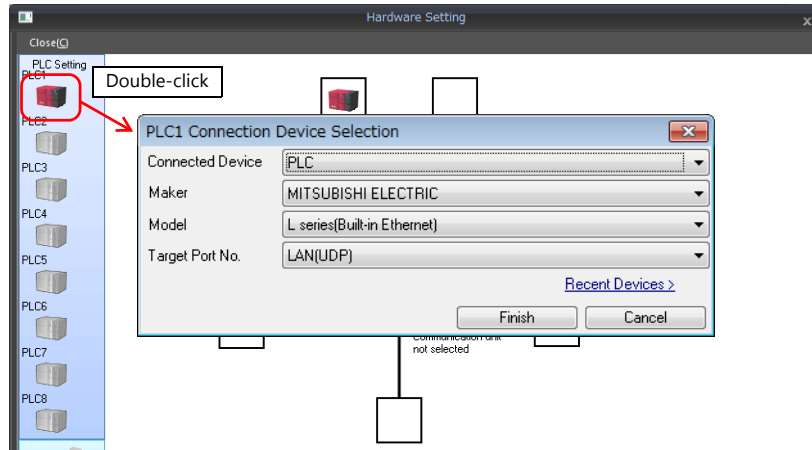 Hardware Setting
x
Close(C)
PLC Setting
PLC1
Double-click
PLC2
PLC3
PLC4
PLC5
PLC6
PLC7
PLC8
PLC1 Connection Device Selection
Connected Device PLC
Maker MITSUBISHI ELECTRIC
Model L series(Built-in Ethernet)
Target Port No. LAN(UDP)
Recent Devices >
Finish Cancel
Communication unit
not selected